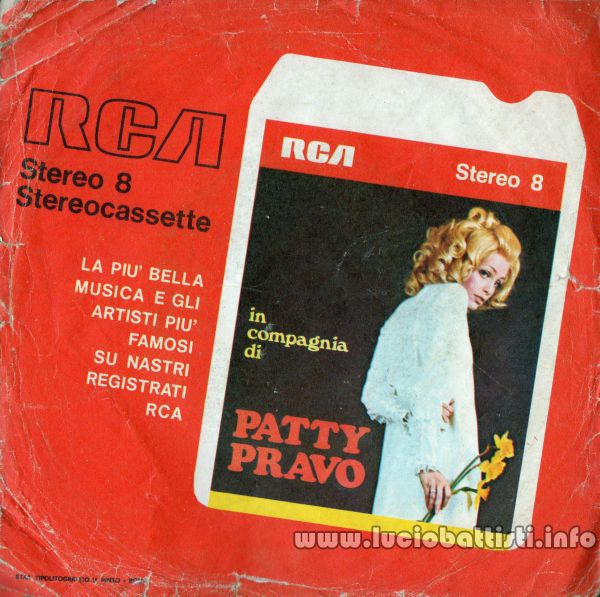 RCA
Stereo 8
Stereocassette
LA PIU' BELLA
MUSICA E GLI
ARTISTI PIU'
FAMOSI
SU NASTRI
REGISTRATI
RCA
RCA
Stereo 8
in
compagnia
di
PATTY
PRAVO
www.luciobattisti.info